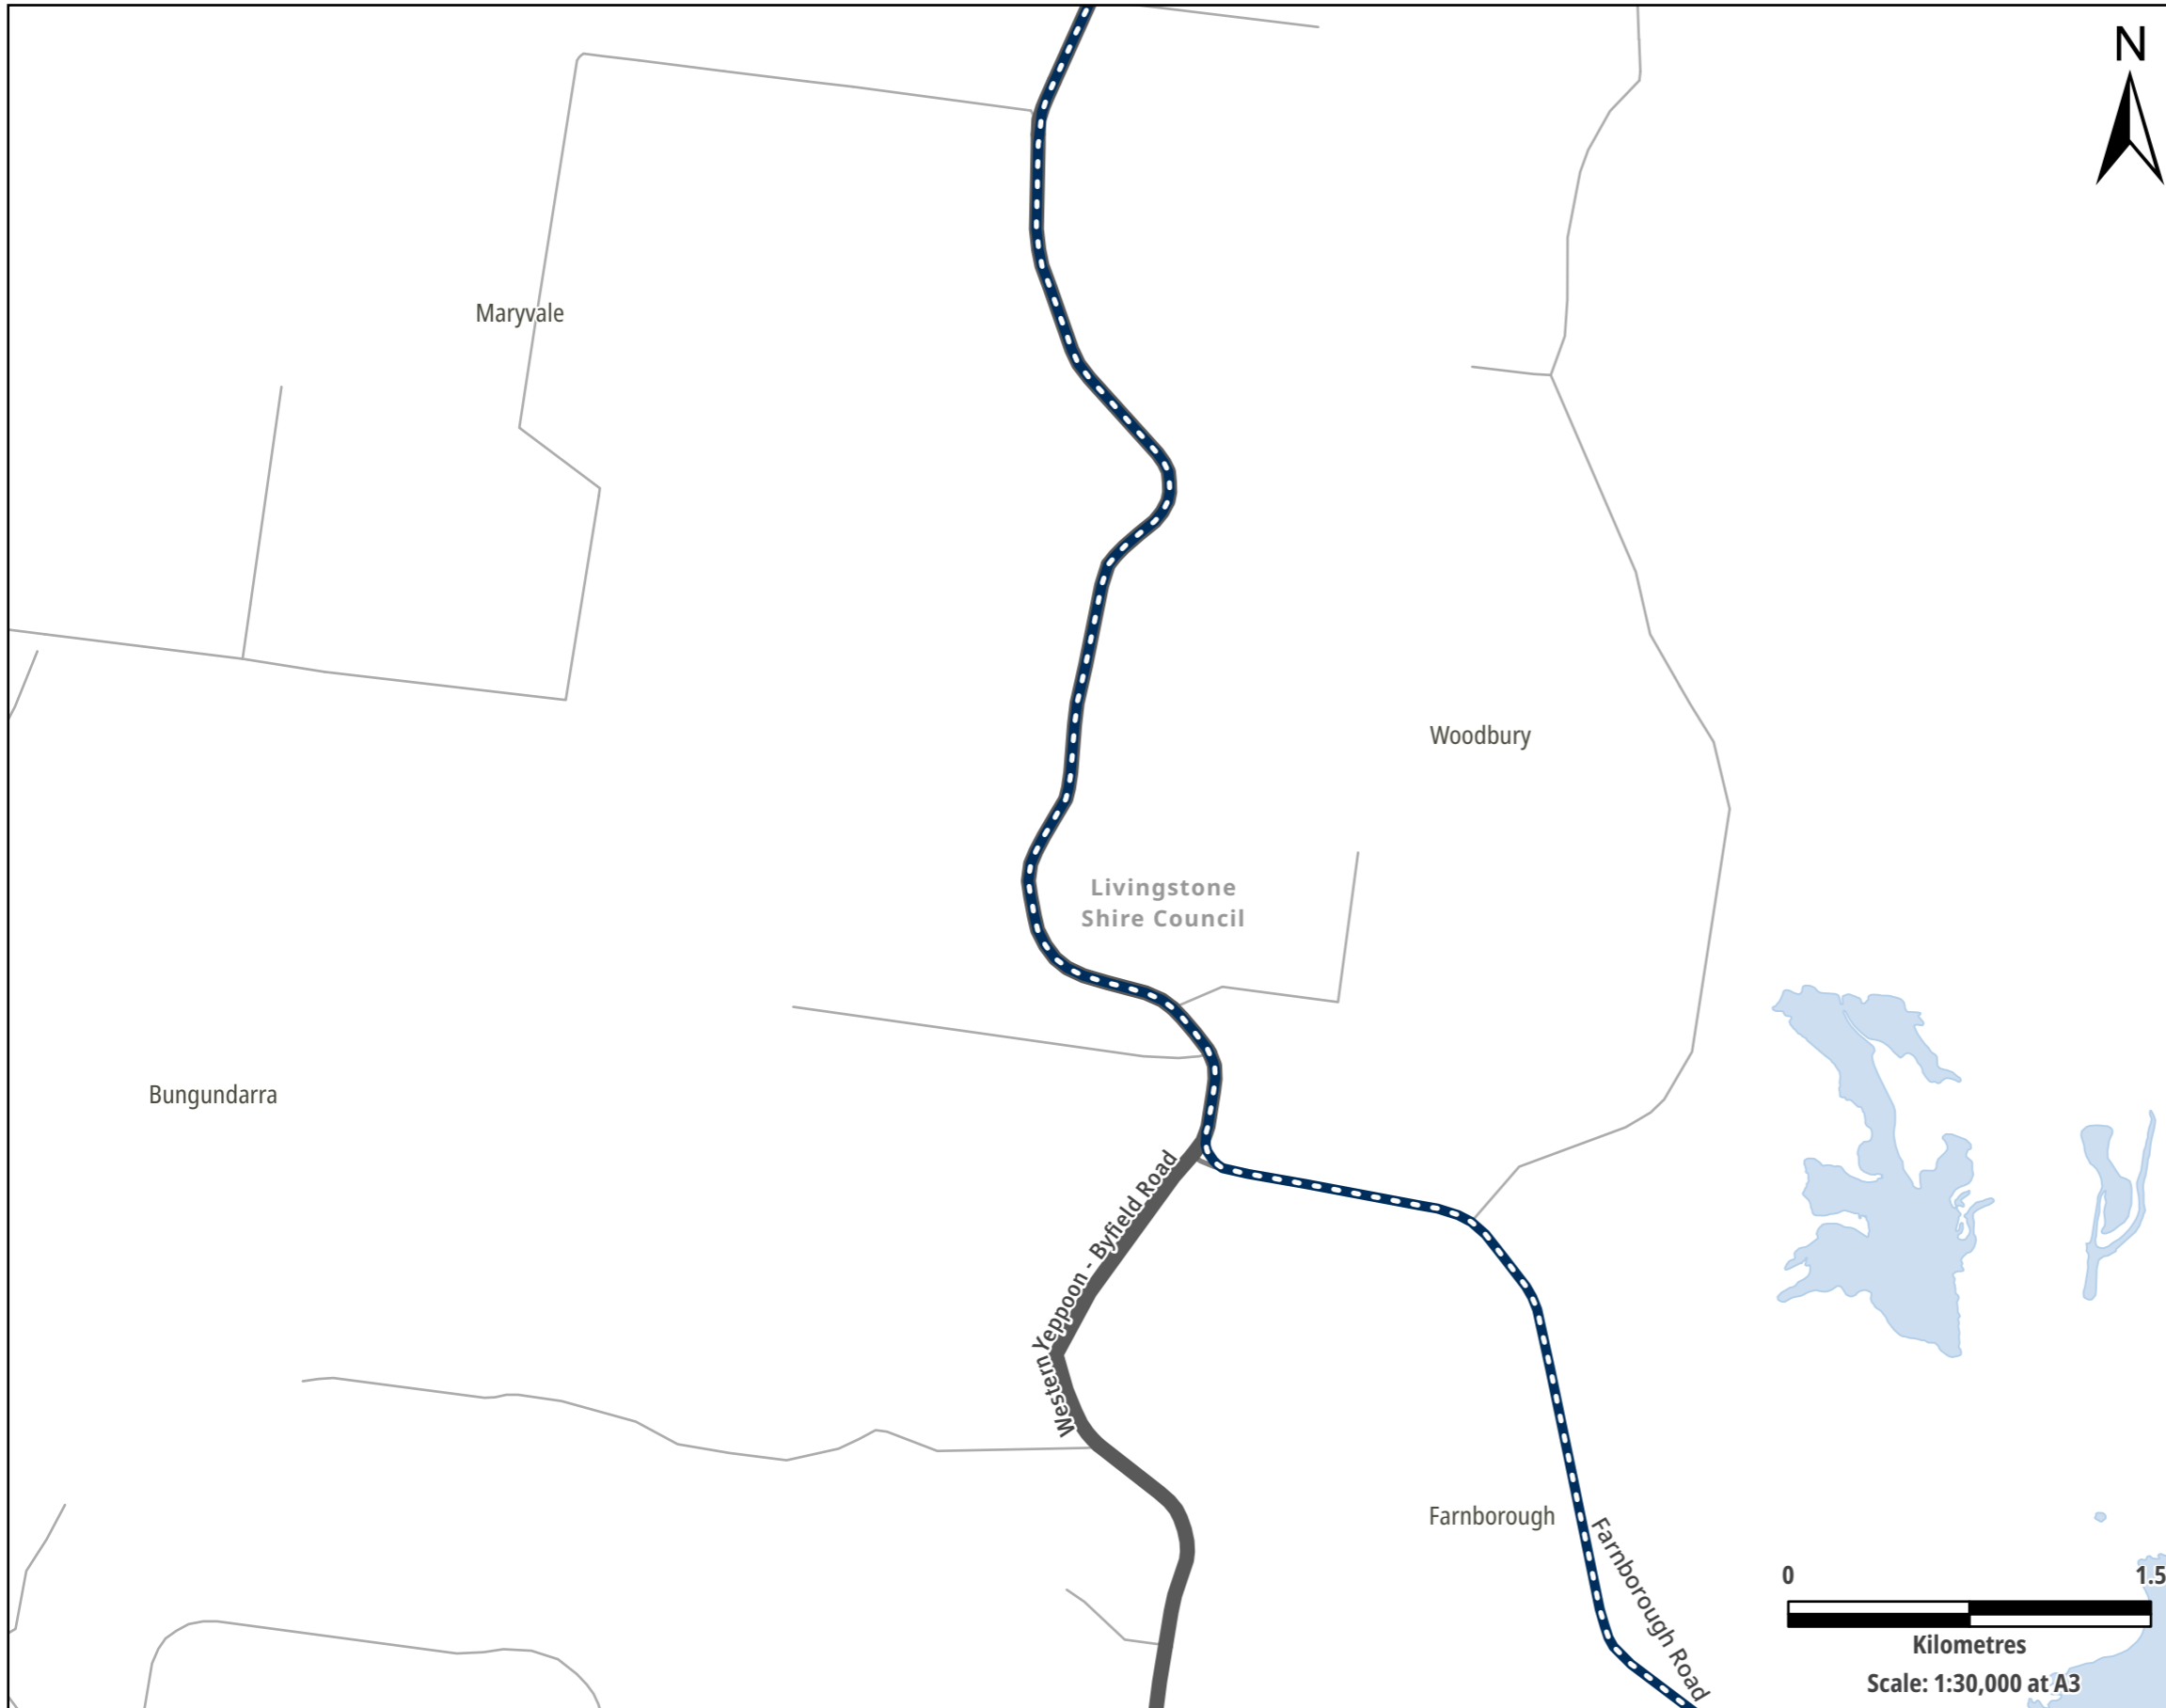 N
Maryvale
Woodbury
Livingstone
Shire Council
Bungundarra
Western Yeppoon - Byfield Road
Farnborough
Farnborough Road
0 1.5
Kilometres
Scale: 1:30,000 at A3